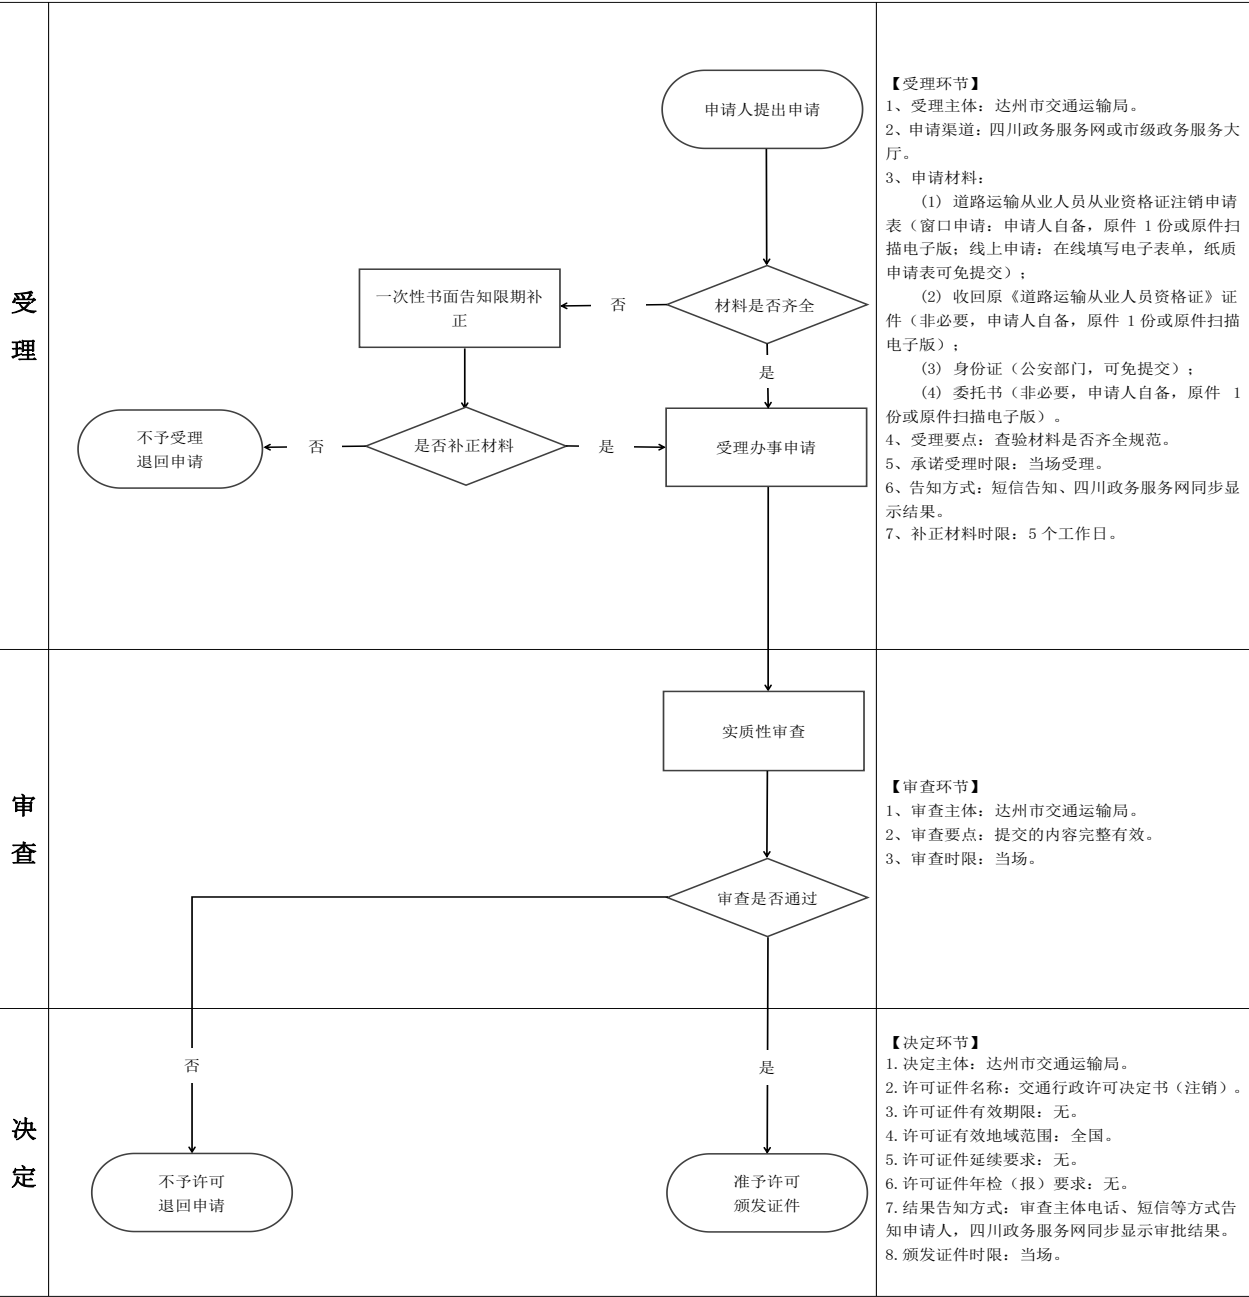 受
理
申请人提出申请
材料是否齐全
否
一次性书面告知限期补
正
是
是否补正材料
否
不予受理
退回申请
是
受理办事申请
【受理环节】
1、受理主体：达州市交通运输局。
2、申请渠道：四川政务服务网或市级政务服务大
厅。
3、申请材料：
(1) 道路运输从业人员从业资格证注销申请
表（窗口申请：申请人自备，原件 1 份或原件扫
描电子版；线上申请：在线填写电子表单，纸质
申请表可免提交）；
(2) 收回原《道路运输从业人员资格证》证
件（非必要，申请人自备，原件 1 份或原件扫描
电子版）；
(3) 身份证（公安部门，可免提交）；
(4) 委托书（非必要，申请人自备，原件 1
份或原件扫描电子版）。
4、受理要点：查验材料是否齐全规范。
5、承诺受理时限：当场受理。
6、告知方式：短信告知、四川政务服务网同步显
示结果。
7、补正材料时限：5 个工作日。
审
查
实质性审查
审查是否通过
【审查环节】
1、审查主体：达州市交通运输局。
2、审查要点：提交的内容完整有效。
3、审查时限：当场。
决
定
否
是
不予许可
退回申请
准予许可
颁发证件
【决定环节】
1.决定主体：达州市交通运输局。
2.许可证件名称：交通行政许可决定书（注销）。
3.许可证件有效期限：无。
4.许可证有效地域范围：全国。
5.许可证件延续要求：无。
6.许可证件年检（报）要求：无。
7.结果告知方式：审查主体电话、短信等方式告
知申请人，四川政务服务网同步显示审批结果。
8.颁发证件时限：当场。